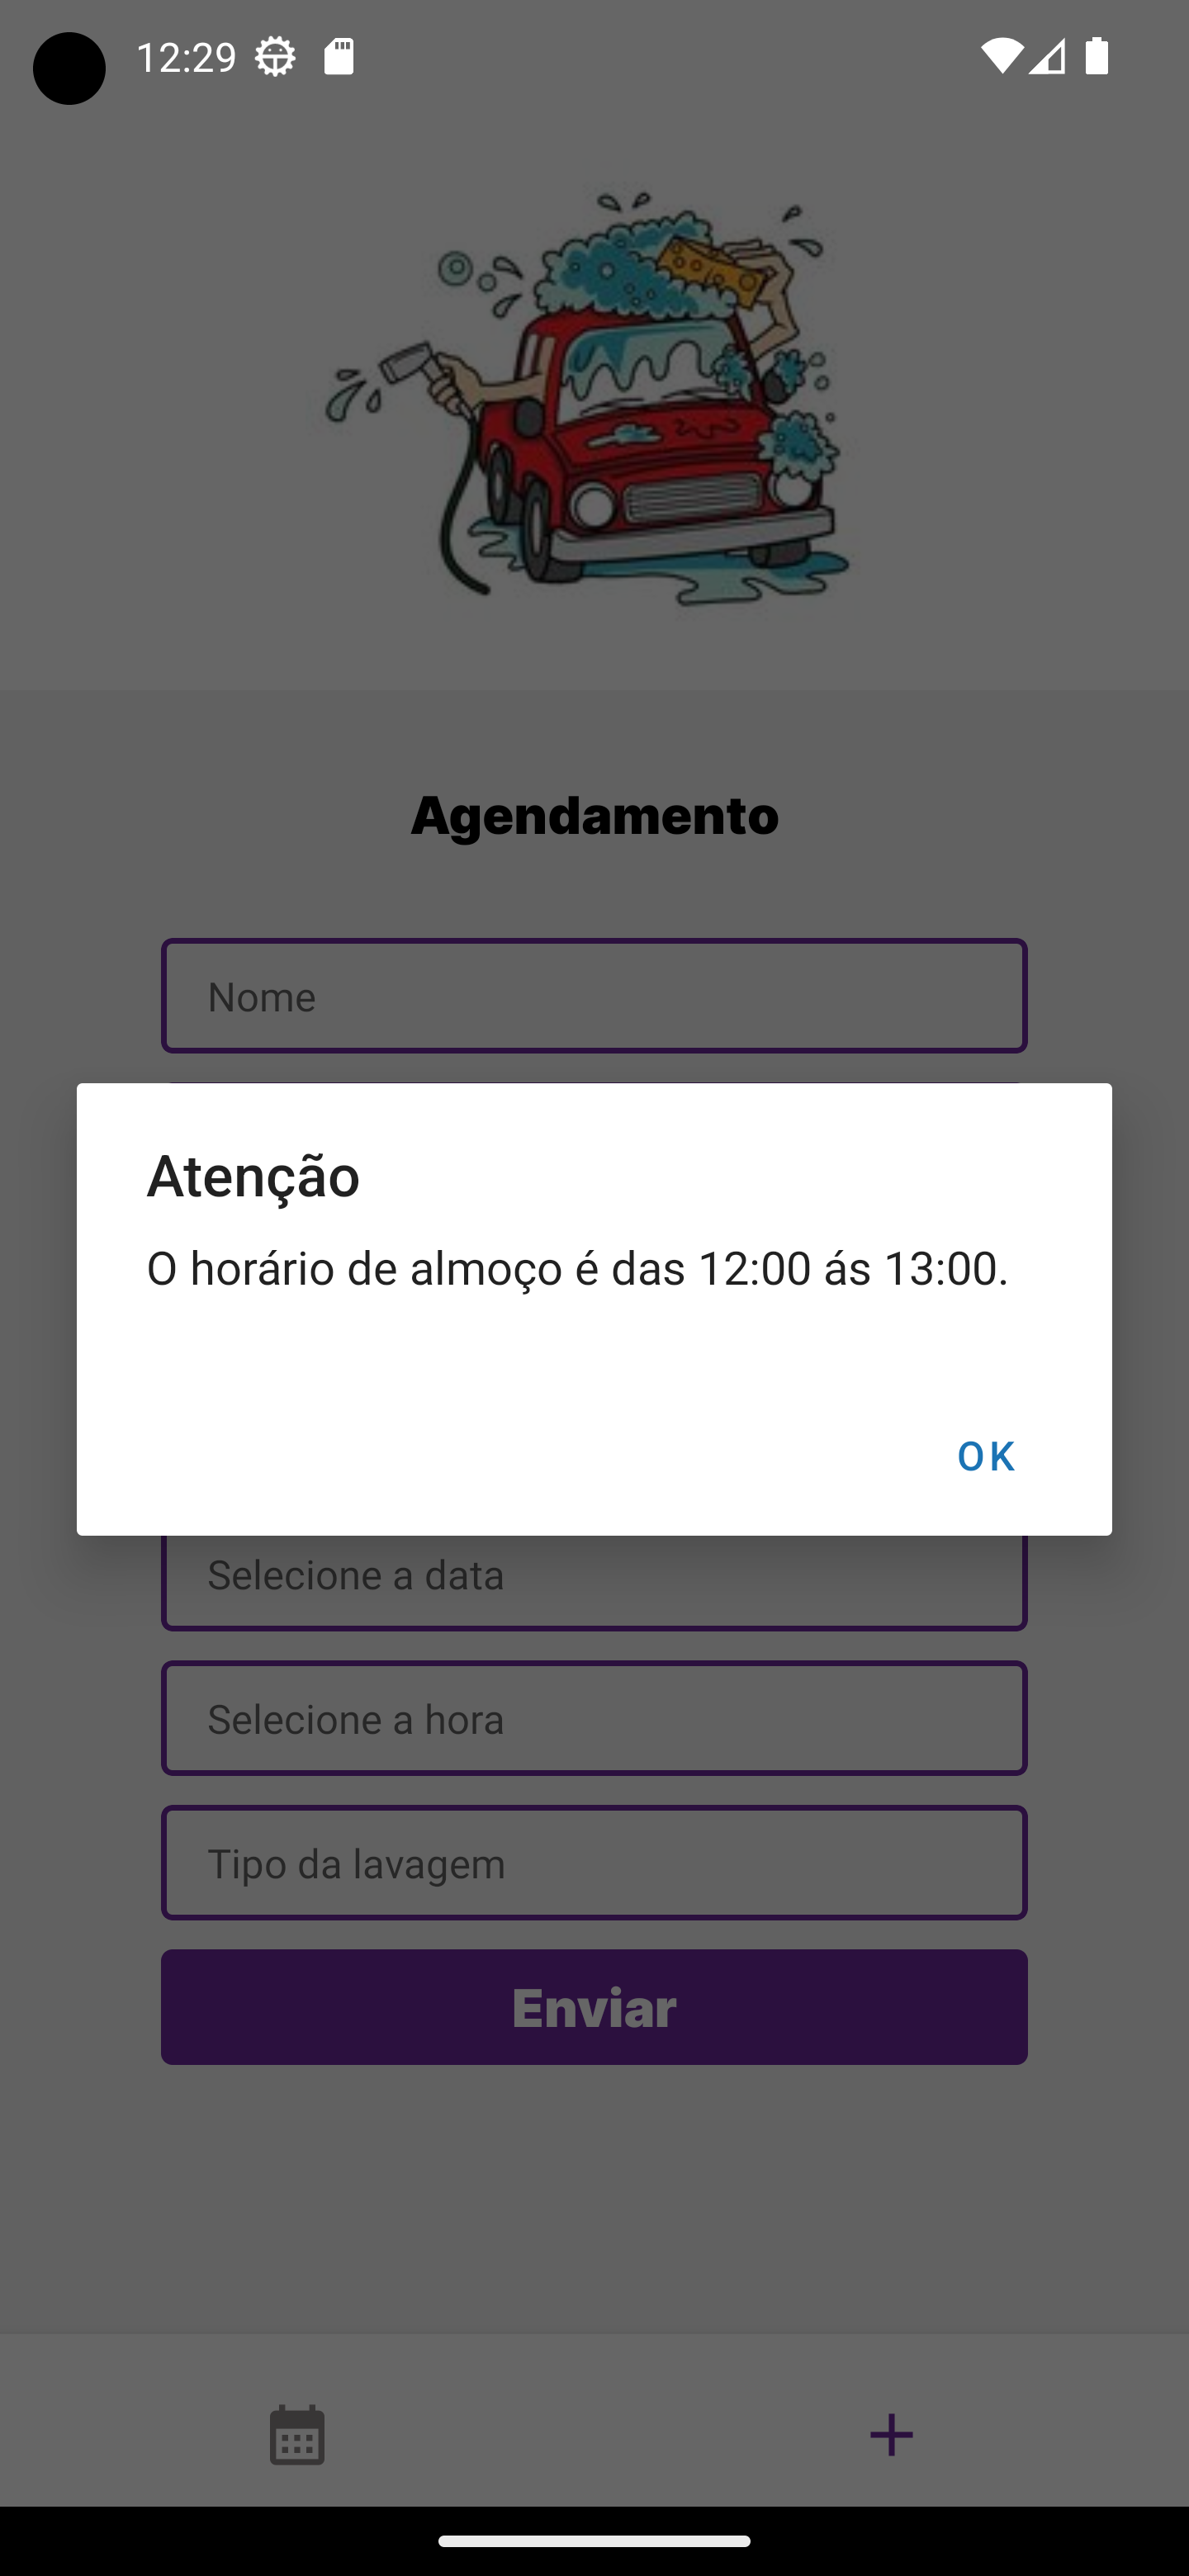 12:29
Agendamento
Nome
Atenção
O horário de almoço é das 12:00 ás 13:00.
OK
Selecione a data
Selecione a hora
Tipo da lavagem
Enviar